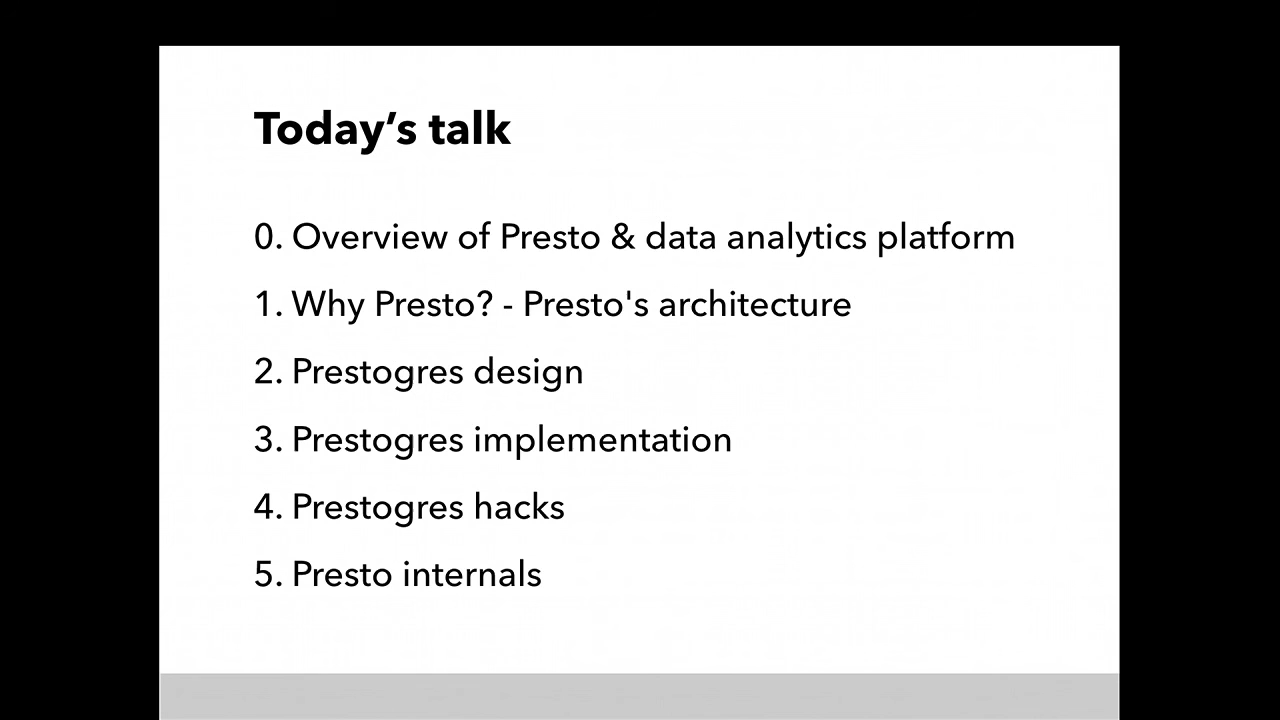 Today’s talk
0. Overview of Presto & data analytics platform
1. Why Presto? - Presto's architecture
2. Prestogres design
3. Prestogres implementation
4. Prestogres hacks
5. Presto internals